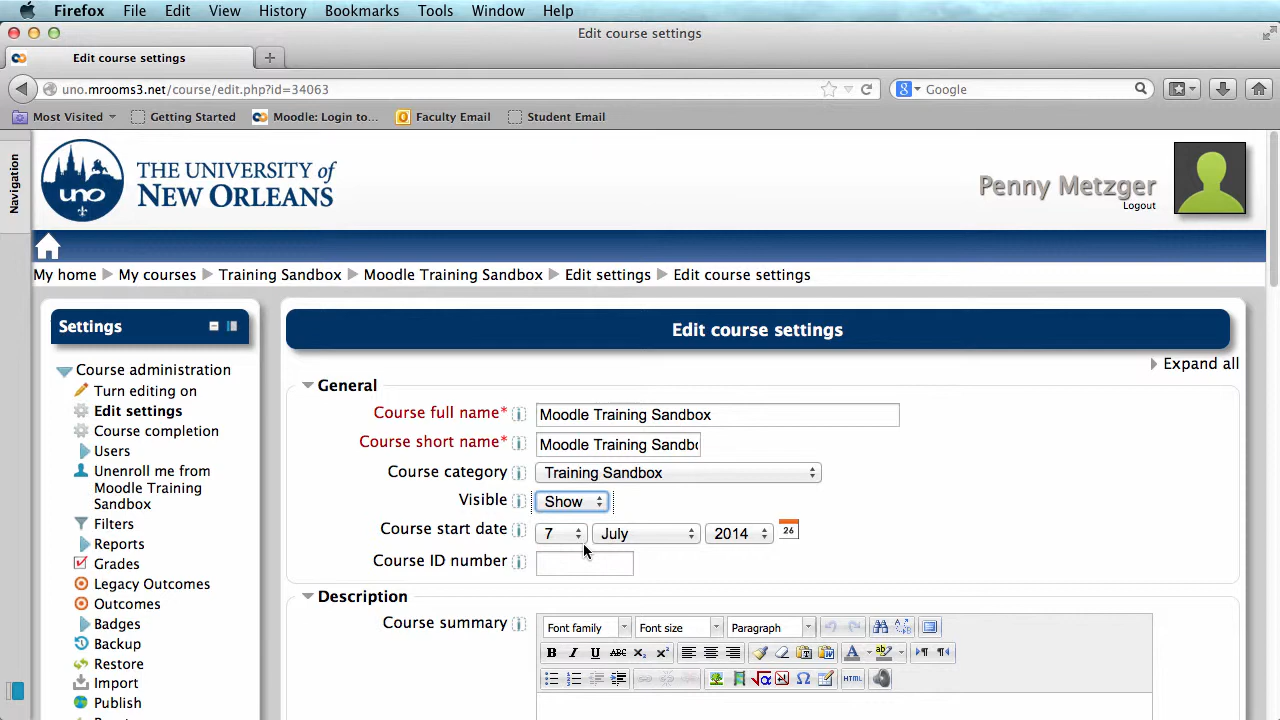 Firefox File Edit View History Bookmarks Tools Window Help
Edit course settings
Edit course settings
uno.mrooms3.net/course/edit.php?id=34063
Google
Most Visited Getting Started Moodle: Login to... Faculty Email Student Email
Navigation
uno
THE UNIVERSITY of
NEW ORLEANS
Penny Metzger
Logout
My home My courses Training Sandbox Moodle Training Sandbox Edit settings Edit course settings
Settings
Course administration
Turn editing on
Edit settings
Course completion
Users
Unenroll me from
Moodle Training
Sandbox
Filters
Reports
Grades
Legacy Outcomes
Outcomes
Badges
Backup
Restore
Import
Publish
Edit course settings
Expand all
General
Course full name* Moodle Training Sandbox
Course short name* Moodle Training Sandbo
Course category Training Sandbox
Visible Show
Course start date 7 July 2014 26
Course ID number
Description
Course summary Font family Font size Paragraph
B I U ABC X₂ X² A ab
HTML